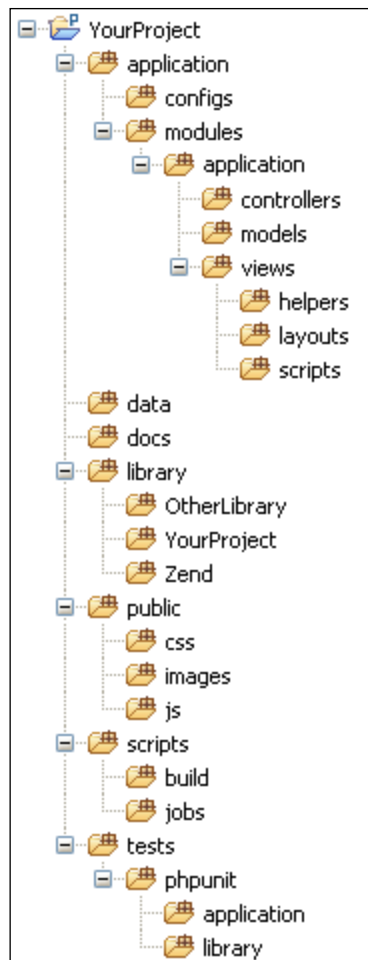 YourProject
application
configs
modules
application
controllers
models
views
helpers
layouts
scripts
data
docs
library
OtherLibrary
YourProject
Zend
public
css
images
js
scripts
build
jobs
tests
phpunit
application
library